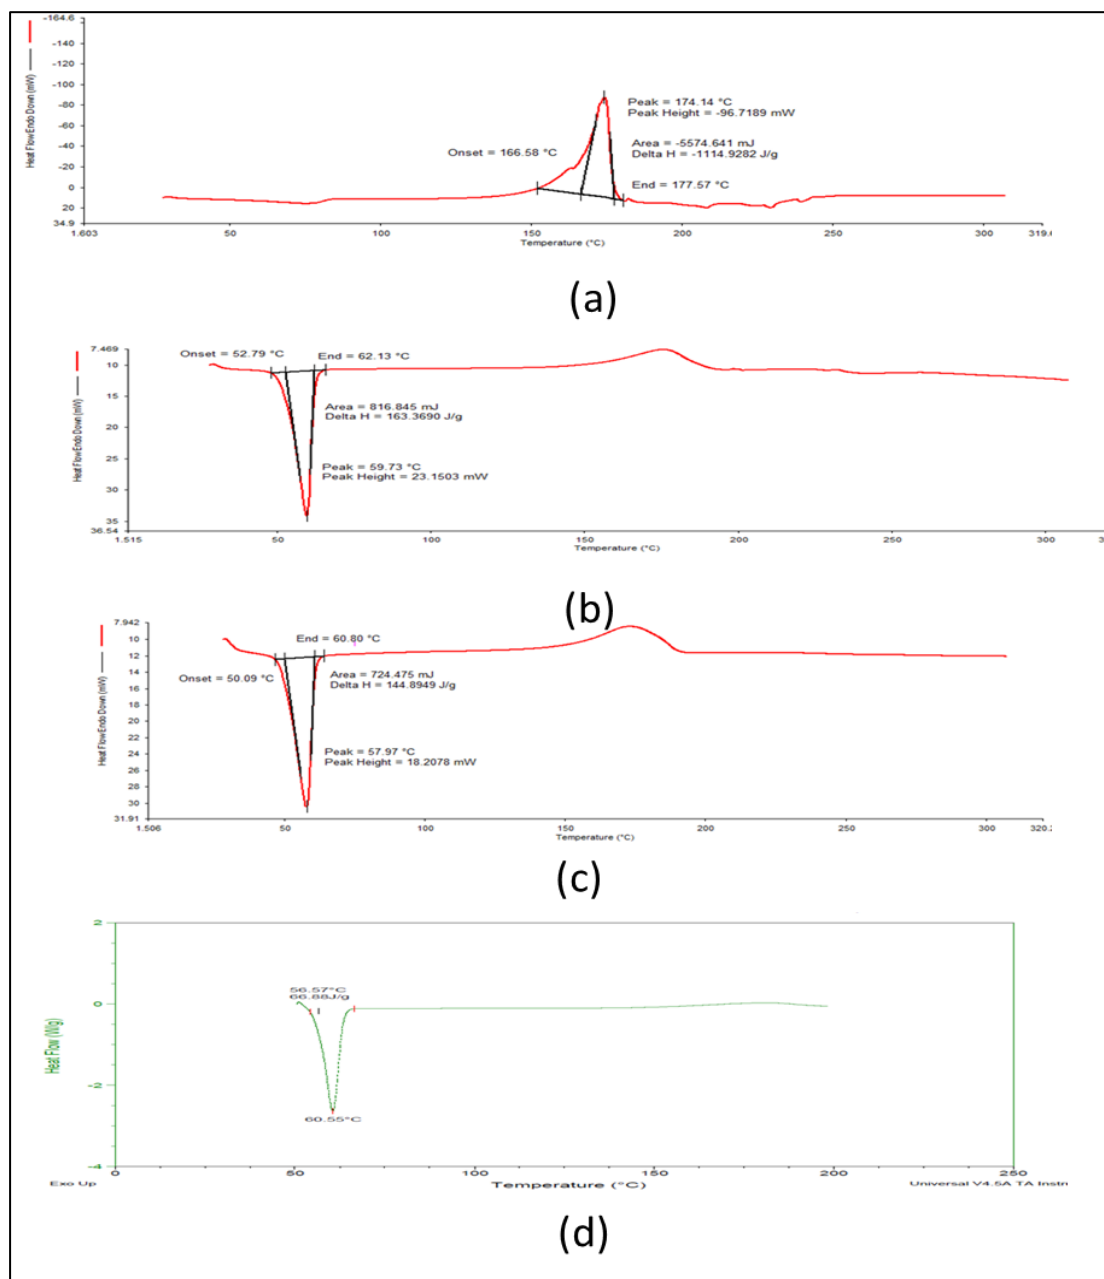 -164.6
-140
-120
-100
-80
-60
-40
-20
0
20
34.9
Heat Flow Endo Down (mW)
Peak = 174.14 °C
Peak Height = -96.7189 mW
Onset = 166.58 °C
Area = -5574.641 mJ
Delta H = -1114.9282 J/g
End = 177.57 °C
1.603 50 100 150 200 250 300
Temperature (°C)
(a)
7.469
10
15
20
25
30
35
36.54
Heat Flow Endo Down (mW)
Onset = 52.79 °C
End = 62.13 °C
Area = 816.845 mJ
Delta H = 163.3690 J/g
Peak = 59.73 °C
Peak Height = 23.1503 mW
1.515 50 100 150 200 250 300
Temperature (°C)
(b)
7.942
10
12
14
16
18
20
22
24
26
28
30
31.91
Heat Flow Endo Down (mW)
End = 60.80 °C
Onset = 50.09 °C
Area = 724.475 mJ
Delta H = 144.8949 J/g
Peak = 57.97 °C
Peak Height = 18.2078 mW
1.506 50 100 150 200 250 300 320.
Temperature (°C)
(c)
2
0
-2
-4
Heat Flow (W/g)
56.57°C
66.88J/g
60.55°C
0 50 100 150 200 250
Exo Up
Temperature (°C)
Universal V4.5A TA Instr
(d)